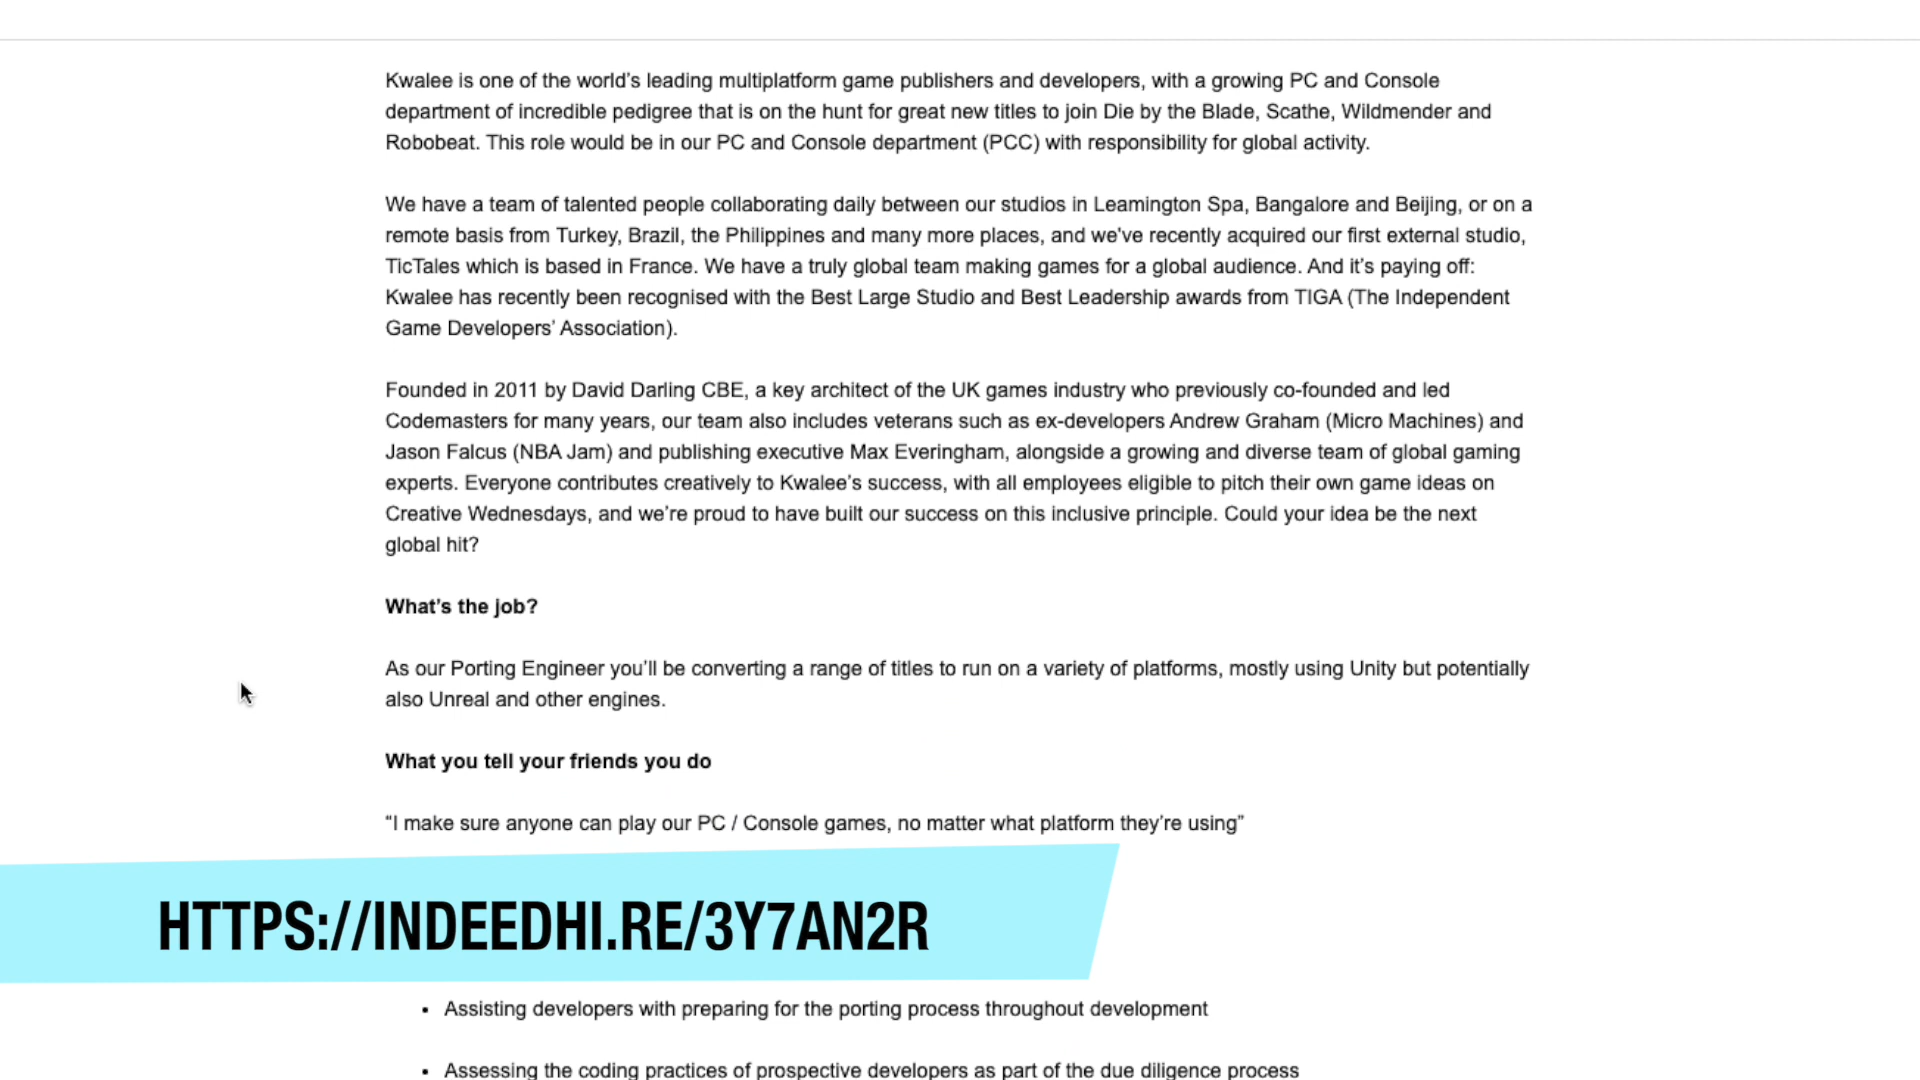 Kwalee is one of the world’s leading multiplatform game publishers and developers, with a growing PC and Console
department of incredible pedigree that is on the hunt for great new titles to join Die by the Blade, Scathe, Wildmender and
Robobeat. This role would be in our PC and Console department (PCC) with responsibility for global activity.
We have a team of talented people collaborating daily between our studios in Leamington Spa, Bangalore and Beijing, or on a
remote basis from Turkey, Brazil, the Philippines and many more places, and we've recently acquired our first external studio,
TicTales which is based in France. We have a truly global team making games for a global audience. And it’s paying off:
Kwalee has recently been recognised with the Best Large Studio and Best Leadership awards from TIGA (The Independent
Game Developers’ Association).
Founded in 2011 by David Darling CBE, a key architect of the UK games industry who previously co-founded and led
Codemasters for many years, our team also includes veterans such as ex-developers Andrew Graham (Micro Machines) and
Jason Falcus (NBA Jam) and publishing executive Max Everingham, alongside a growing and diverse team of global gaming
experts. Everyone contributes creatively to Kwalee’s success, with all employees eligible to pitch their own game ideas on
Creative Wednesdays, and we’re proud to have built our success on this inclusive principle. Could your idea be the next
global hit?
What’s the job?
As our Porting Engineer you’ll be converting a range of titles to run on a variety of platforms, mostly using Unity but potentially
also Unreal and other engines.
What you tell your friends you do
“I make sure anyone can play our PC / Console games, no matter what platform they’re using”
HTTPS://INDEEDHI.RE/3Y7AN2R
• Assisting developers with preparing for the porting process throughout development
• Assessing the coding practices of prospective developers as part of the due diligence process